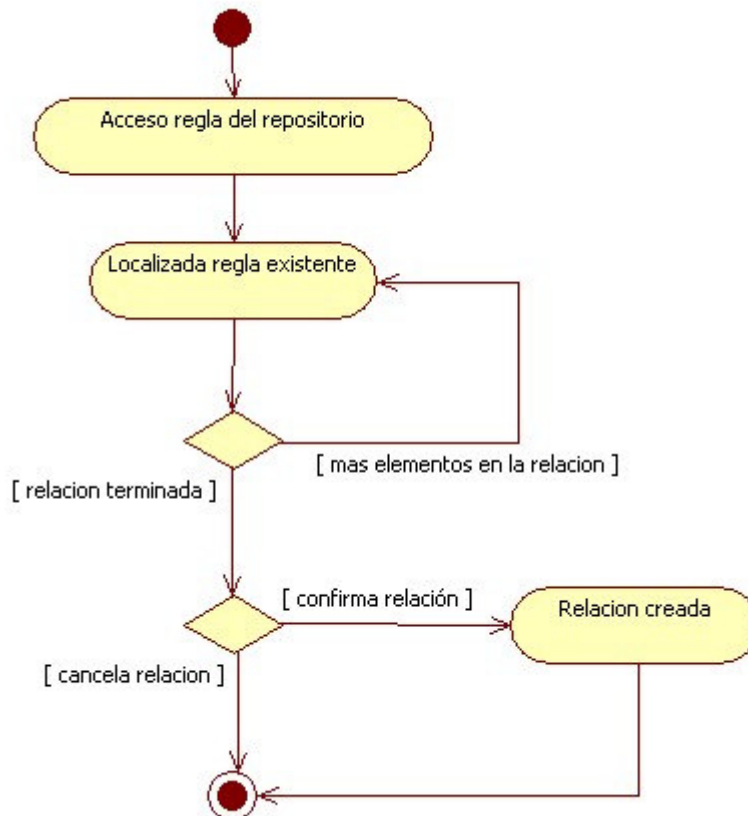 Acceso regla del repositorio
Localizada regla existente
[ mas elementos en la relacion ]
[ relacion terminada ]
[ confirma relación ]
Relacion creada
[ cancela relacion ]